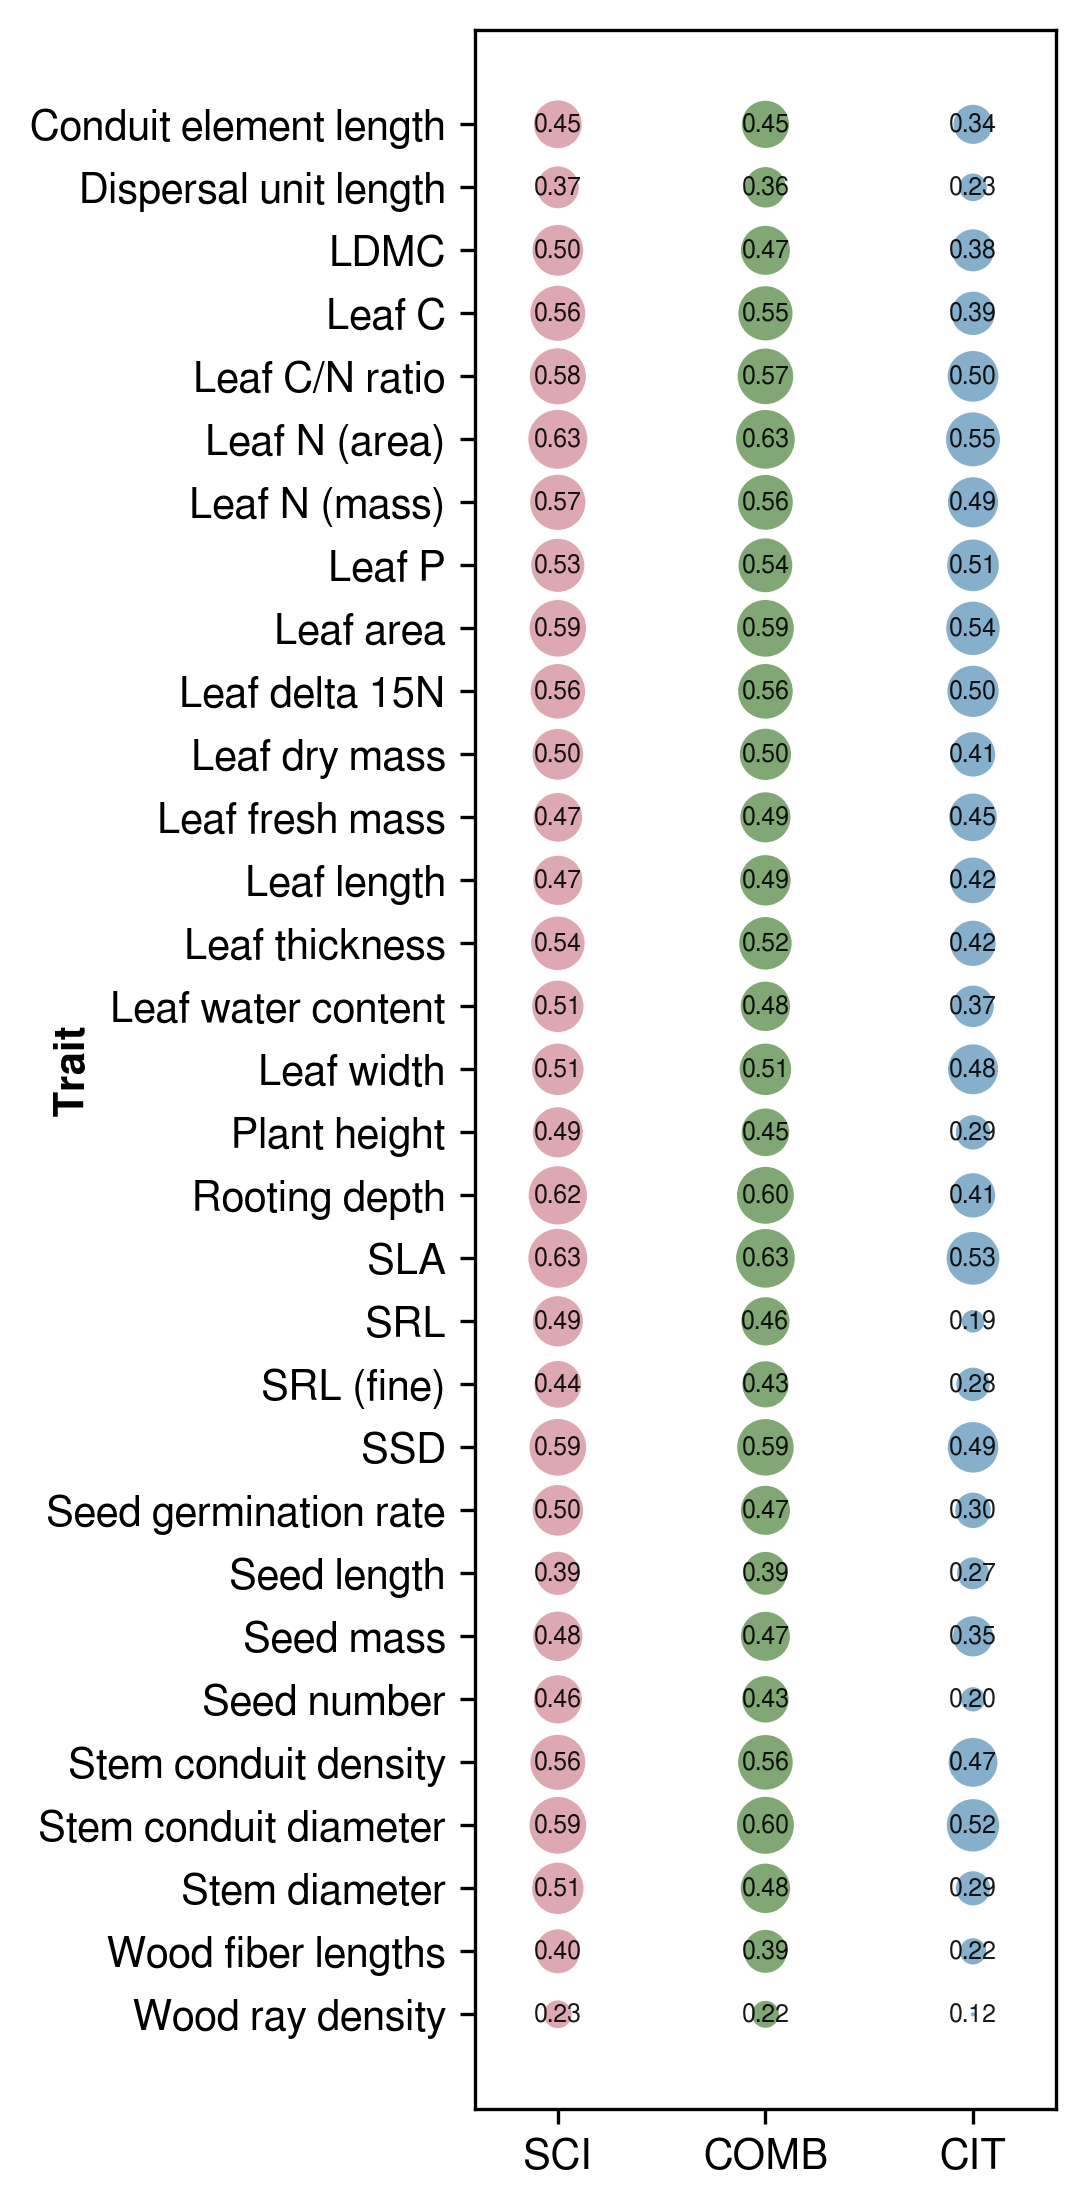 Trait
Conduit element length 0.45 0.45 0.34
Dispersal unit length 0.37 0.36 0.23
LDMC 0.50 0.47 0.38
Leaf C 0.56 0.55 0.39
Leaf C/N ratio 0.58 0.57 0.50
Leaf N (area) 0.63 0.63 0.55
Leaf N (mass) 0.57 0.56 0.49
Leaf P 0.53 0.54 0.51
Leaf area 0.59 0.59 0.54
Leaf delta 15N 0.56 0.56 0.50
Leaf dry mass 0.50 0.50 0.41
Leaf fresh mass 0.47 0.49 0.45
Leaf length 0.47 0.49 0.42
Leaf thickness 0.54 0.52 0.42
Leaf water content 0.51 0.48 0.37
Leaf width 0.51 0.51 0.48
Plant height 0.49 0.45 0.29
Rooting depth 0.62 0.60 0.41
SLA 0.63 0.63 0.53
SRL 0.49 0.46 0.19
SRL (fine) 0.44 0.43 0.28
SSD 0.59 0.59 0.49
Seed germination rate 0.50 0.47 0.30
Seed length 0.39 0.39 0.27
Seed mass 0.48 0.47 0.35
Seed number 0.46 0.43 0.20
Stem conduit density 0.56 0.56 0.47
Stem conduit diameter 0.59 0.60 0.52
Stem diameter 0.51 0.48 0.29
Wood fiber lengths 0.40 0.39 0.22
Wood ray density 0.23 0.22 0.12
SCI COMB CIT